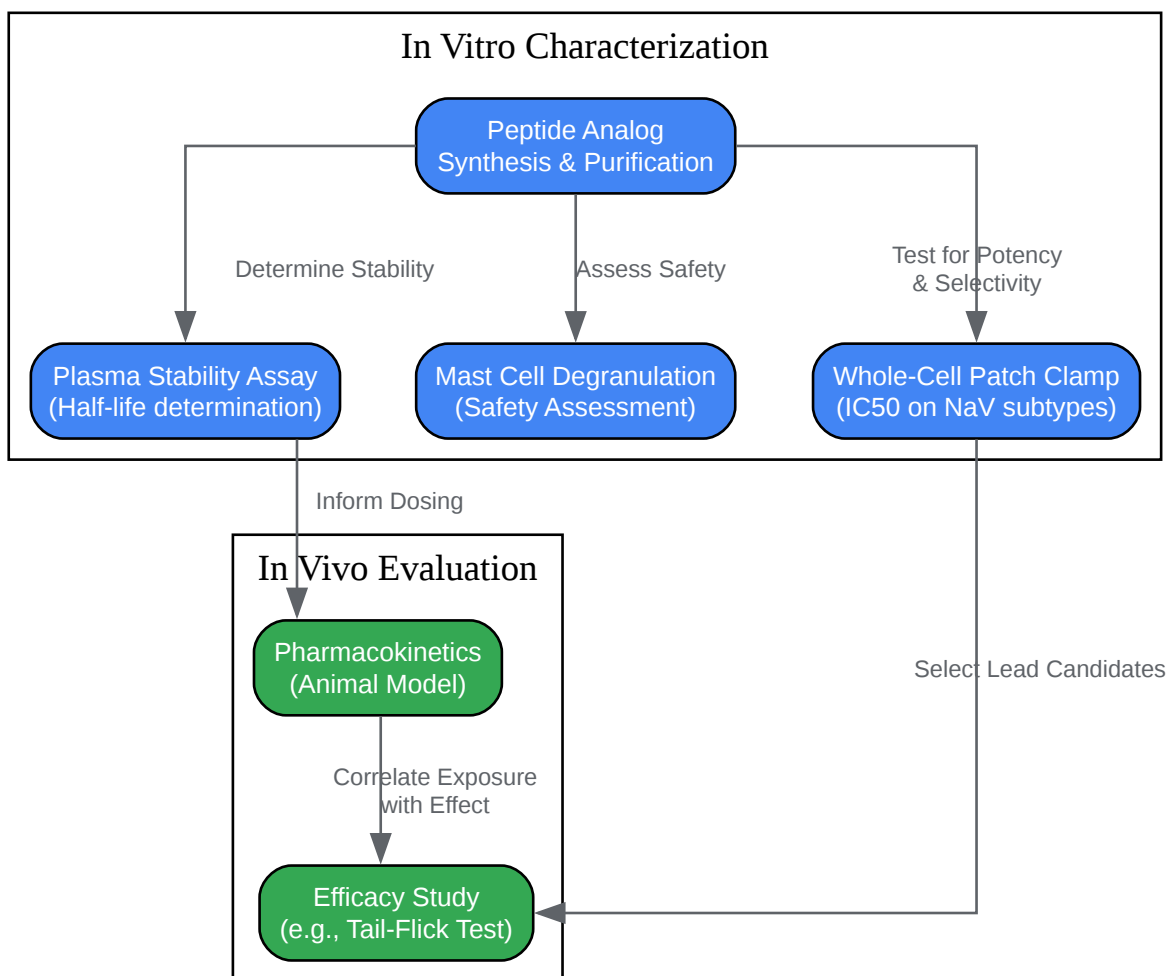 In Vitro Characterization
Peptide Analog
Synthesis & Purification
Determine Stability
Assess Safety
Test for Potency
& Selectivity
Plasma Stability Assay
(Half-life determination)
Mast Cell Degranulation
(Safety Assessment)
Whole-Cell Patch Clamp
(IC50 on NaV subtypes)
Inform Dosing
In Vivo Evaluation
Pharmacokinetics
(Animal Model)
Select Lead Candidates
Correlate Exposure
with Effect
Efficacy Study
(e.g., Tail-Flick Test)